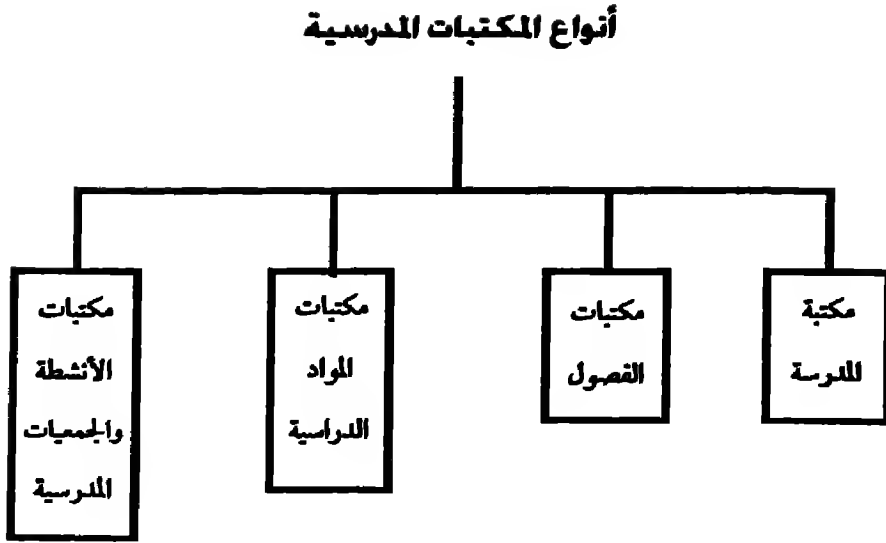 أنواع المكتبات المدرسية
مكتبة
المدرسة
مكتبات
الفصول
مكتبات
المواد
الدراسية
مكتبات
الأنشطة
والجمعيات
المدرسية